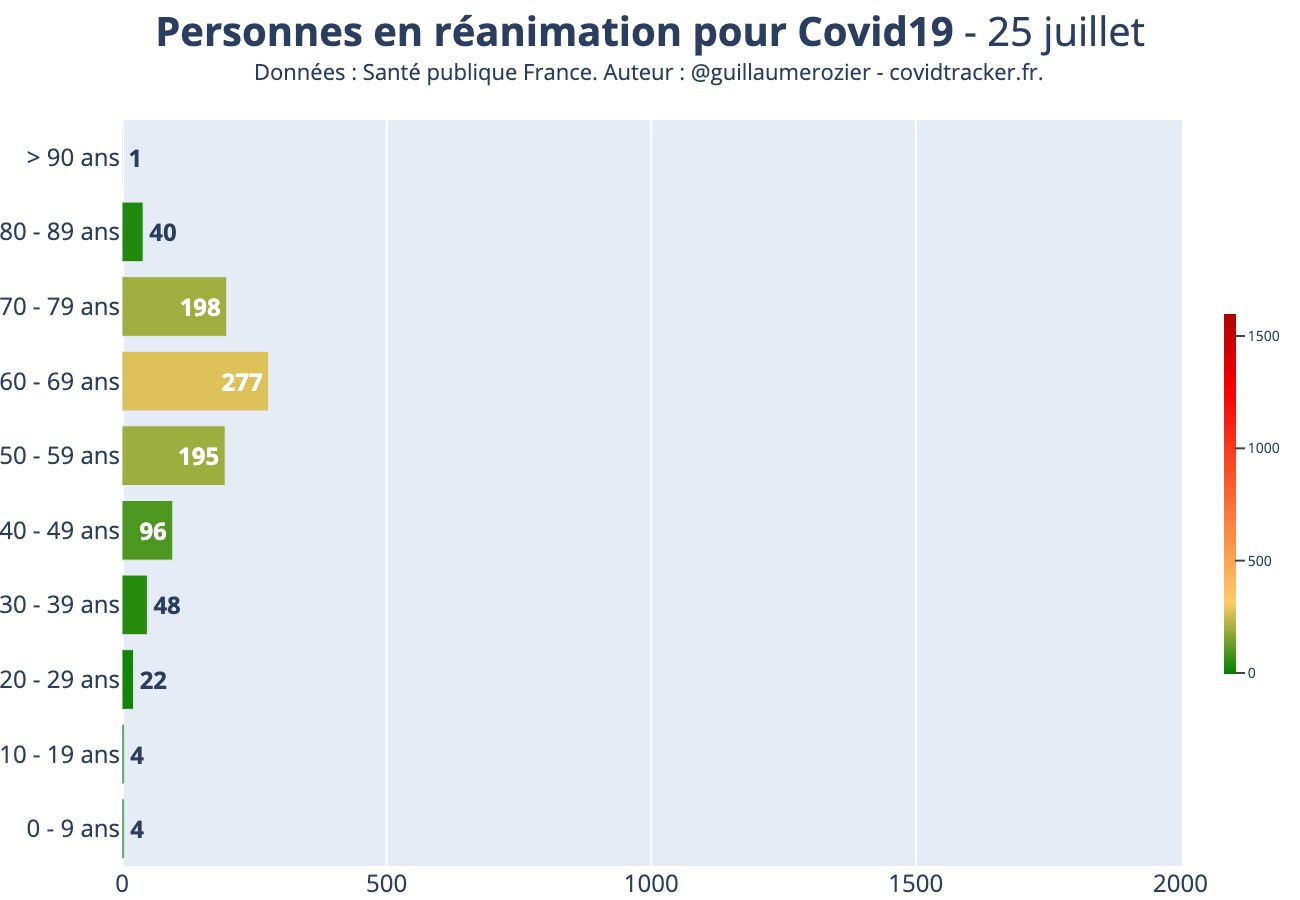 Personnes en réanimation pour Covid19 - 25 juillet
Données : Santé publique France. Auteur : @guillaumerozier - covidtracker.fr.
> 90 ans 1
80 - 89 ans 40
70 - 79 ans 198
60 - 69 ans 277
50 - 59 ans 195
40 - 49 ans 96
30 - 39 ans 48
20 - 29 ans 22
10 - 19 ans 4
0 - 9 ans 4
0 500 1000 1500 2000
1500
1000
500
0